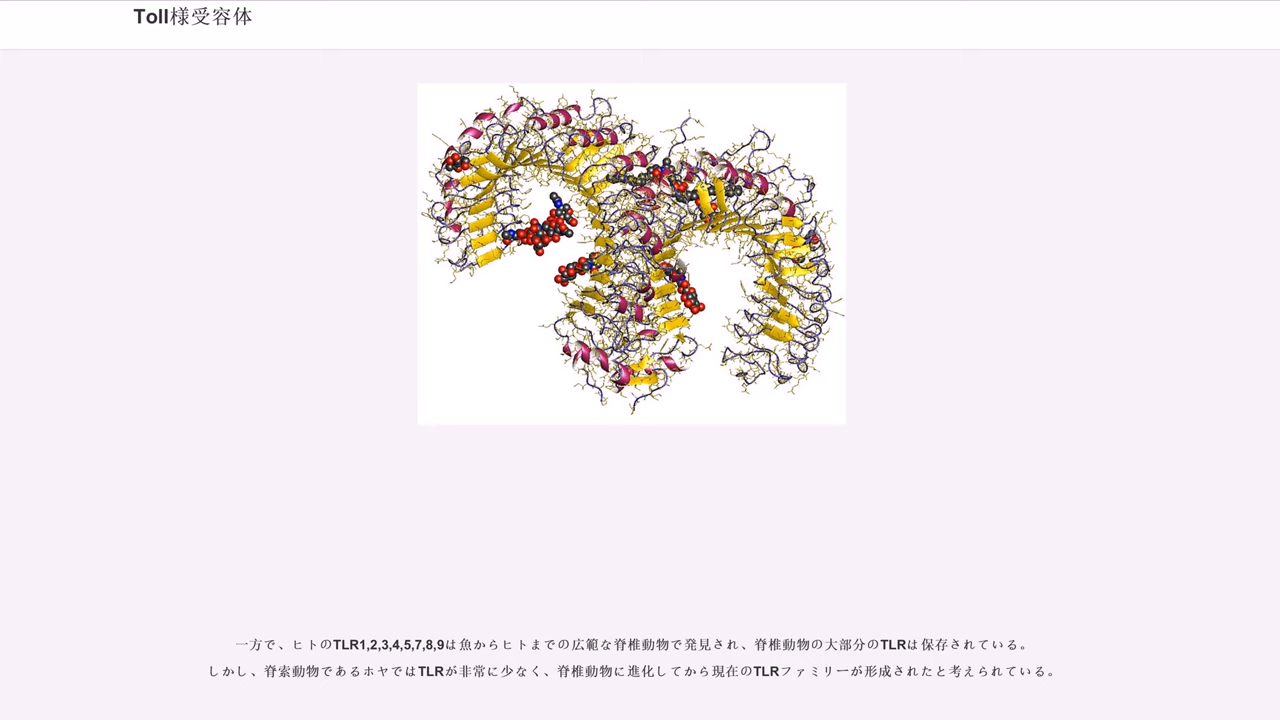 Toll様受容体
一方で、ヒトのTLR1,2,3,4,5,7,8,9は魚からヒトまでの広範な脊椎動物で発見され、脊椎動物の大部分のTLRは保存されている。
しかし、脊索動物であるホヤではTLRが非常に少なく、脊椎動物に進化してから現在のTLRファミリーが形成されたと考えられている。